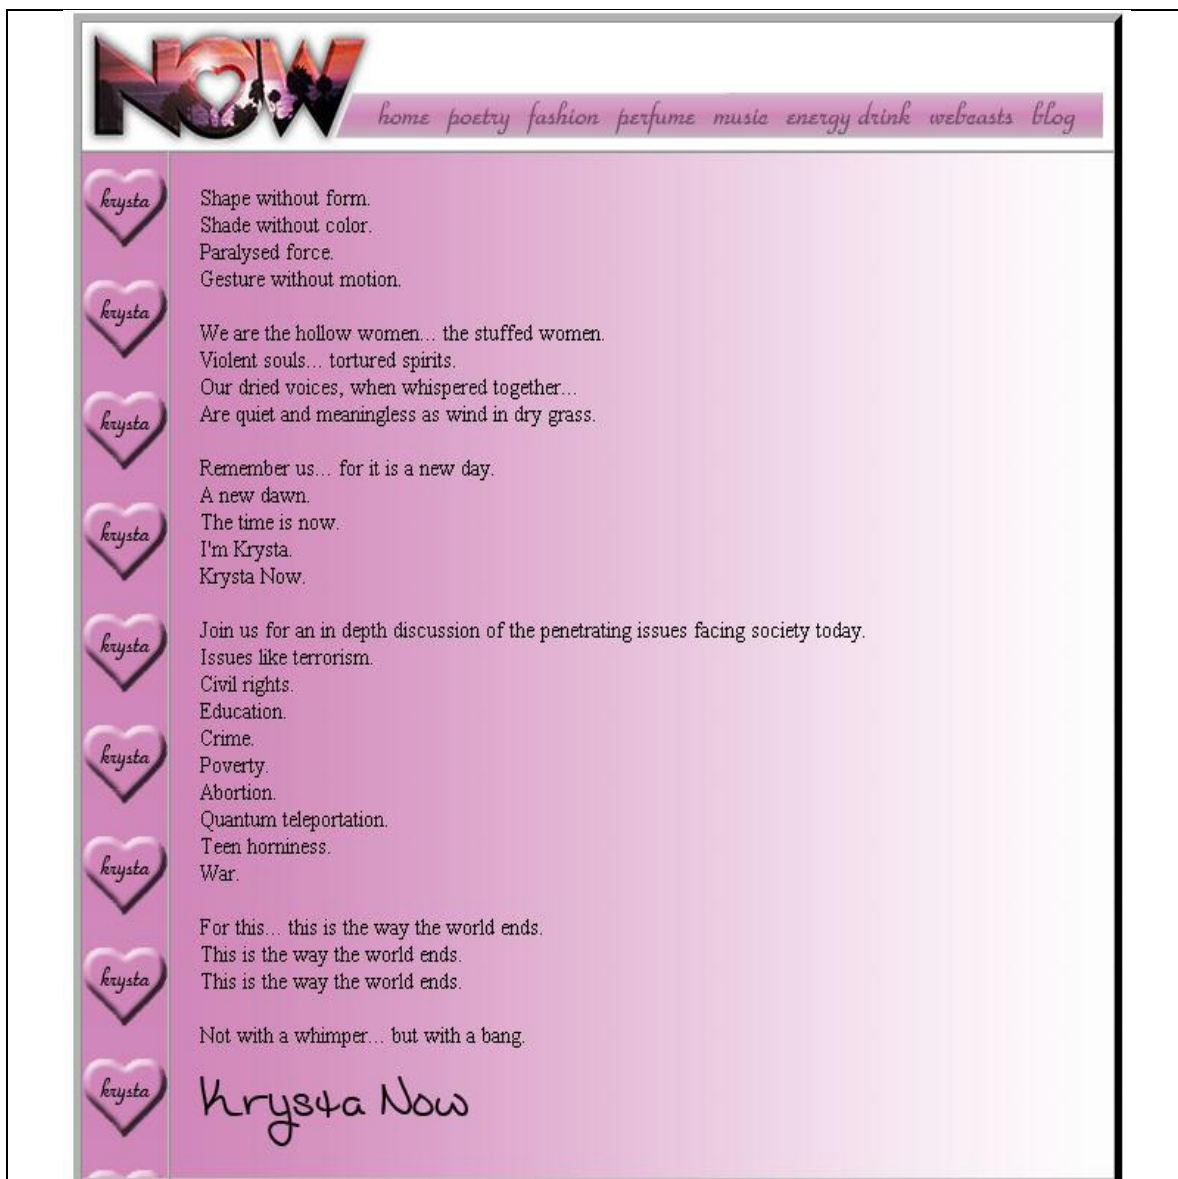 NOW
home poetry fashion perfume music energy drink webcasts blog
krysta
Shape without form.
Shade without color.
Paralysed force.
Gesture without motion.
krysta
We are the hollow women... the stuffed women.
Violent souls... tortured spirits.
Our dried voices, when whispered together...
Are quiet and meaningless as wind in dry grass.
krysta
Remember us... for it is a new day.
A new dawn.
The time is now.
I'm Krysta.
Krysta Now.
krysta
Join us for an in depth discussion of the penetrating issues facing society today.
Issues like terrorism.
Civil rights.
Education.
Crime.
Poverty.
Abortion.
Quantum teleportation.
Teen horniness.
War.
krysta
krysta
krysta
For this... this is the way the world ends.
This is the way the world ends.
This is the way the world ends.
krysta
Not with a whimper... but with a bang.
krysta
Krysta Now